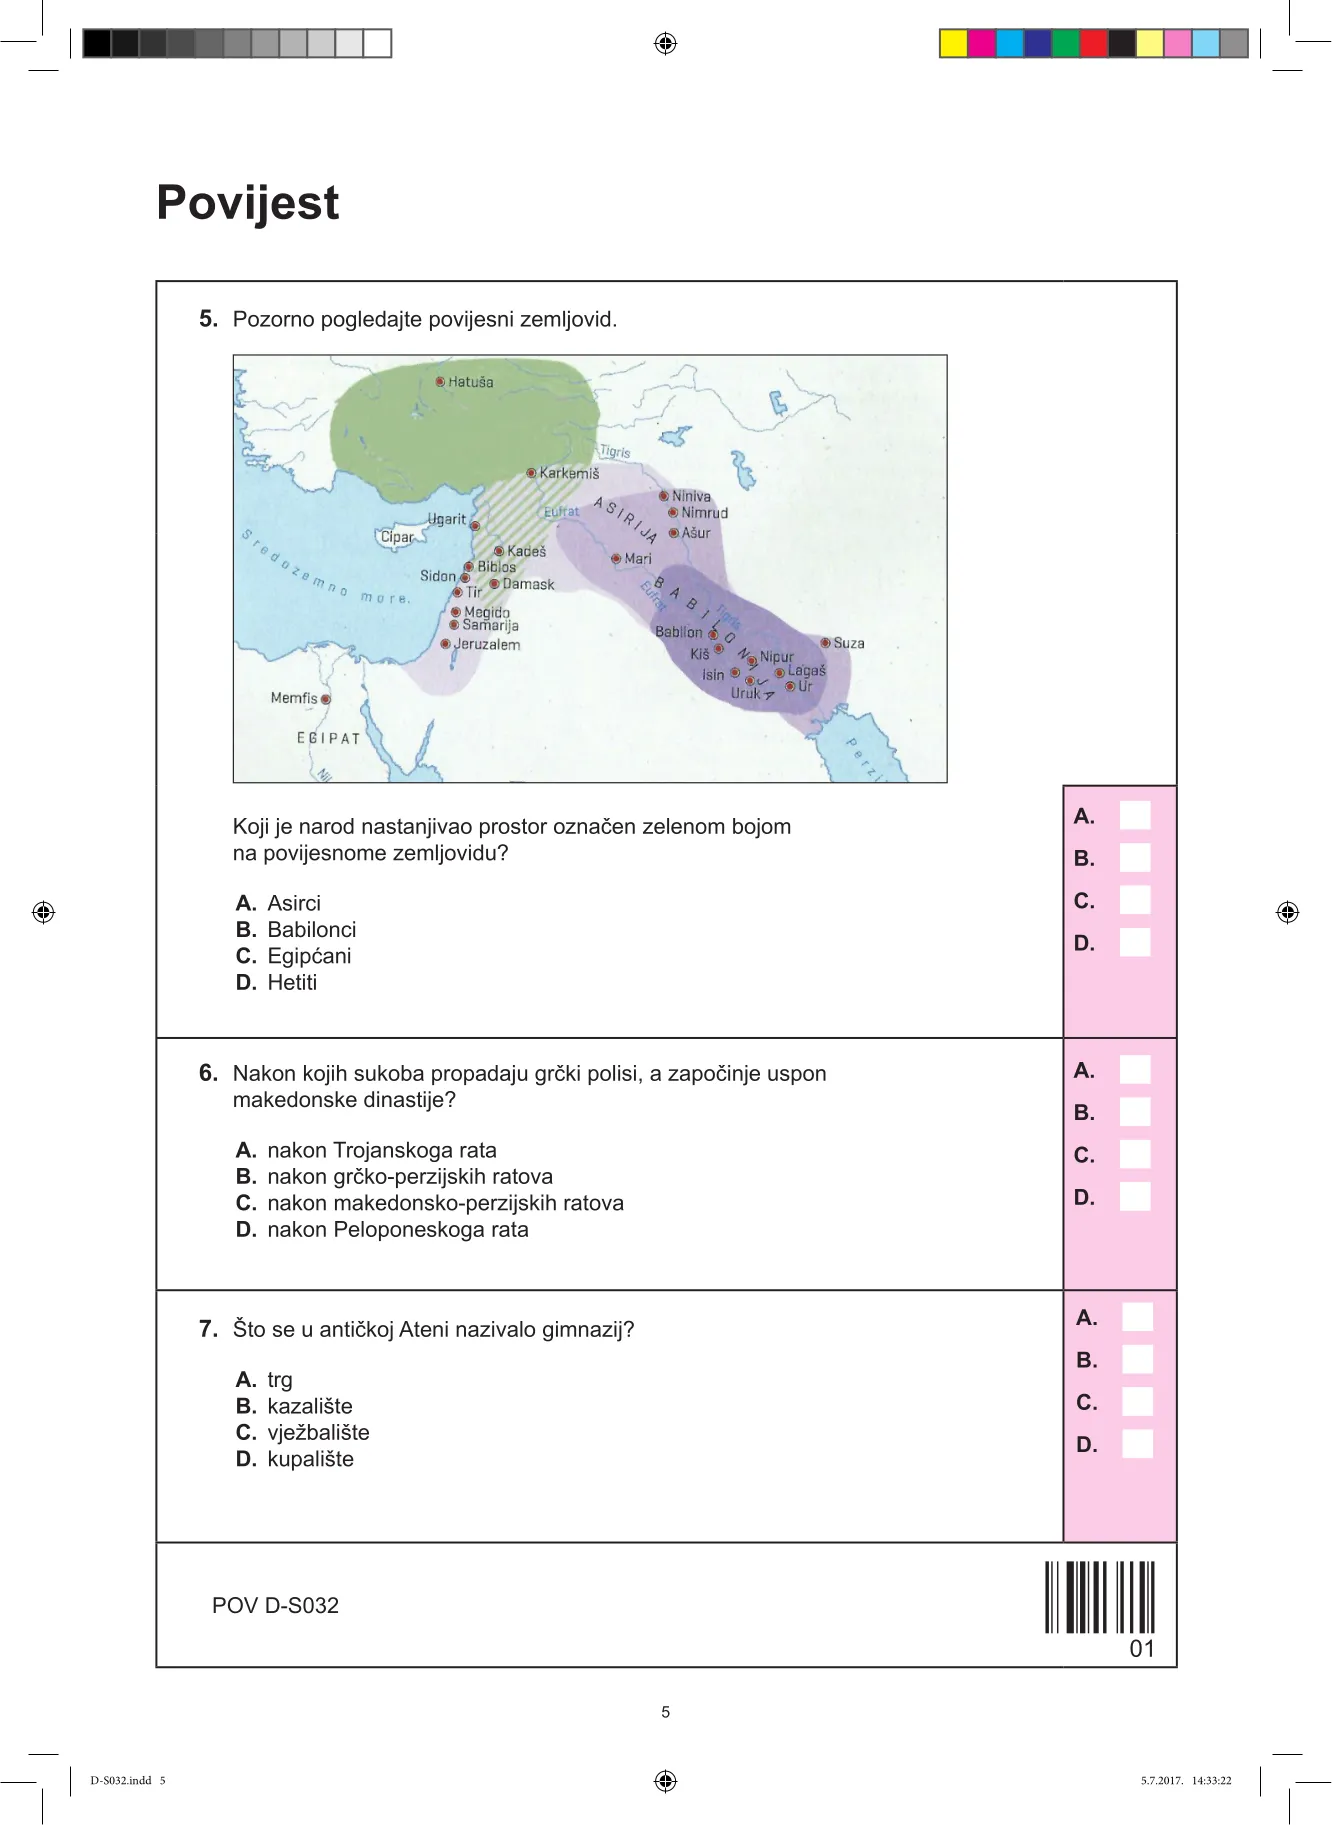 Povijest
5. Pozorno pogledajte povijesni zemljovid.
Hatuša
Tigris
Karkemiš
Niniva
ASIRIJA
Eufrat
Nimrud
Ugarit
Ašur
Cipar
Sredozemno more.
Kadeš
Mari
Biblos
Sidon
Damask
Eufrat
BABILONIJA
Tir
Tigris
Megido
Samarija
Babilon
Jeruzalem
Suza
Kiš
Nipur
Isin
Lagaš
Ur
Uruk
Memfis
EGIPAT
Nil
Perzi
Koji je narod nastanjivao prostor označen zelenom bojom
na povijesnome zemljovidu?
A. Asirci
B. Babilonci
C. Egipćani
D. Hetiti
A.
B.
C.
D.
6. Nakon kojih sukoba propadaju grčki polisi, a započinje uspon
makedonske dinastije?
A. nakon Trojanskoga rata
B. nakon grčko-perzijskih ratova
C. nakon makedonsko-perzijskih ratova
D. nakon Peloponeskoga rata
A.
B.
C.
D.
7. Što se u antičkoj Ateni nazivalo gimnazij?
A. trg
B. kazalište
C. vježbalište
D. kupalište
A.
B.
C.
D.
POV D-S032
01
5
D-S032.indd 5
5.7.2017. 14:33:22